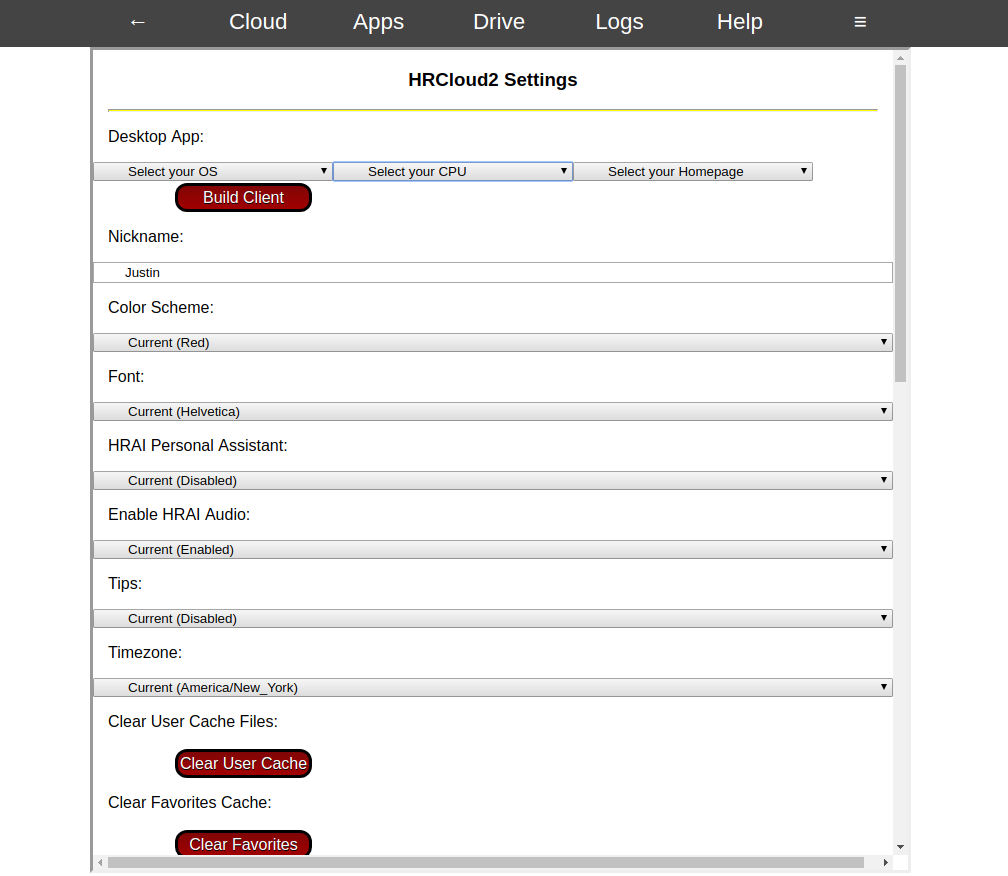 ← Cloud Apps Drive Logs Help ≡
HRCloud2 Settings
Desktop App:
Select your OS Select your CPU Select your Homepage
Build Client
Nickname:
Justin
Color Scheme:
Current (Red)
Font:
Current (Helvetica)
HRAI Personal Assistant:
Current (Disabled)
Enable HRAI Audio:
Current (Enabled)
Tips:
Current (Disabled)
Timezone:
Current (America/New_York)
Clear User Cache Files:
Clear User Cache
Clear Favorites Cache:
Clear Favorites